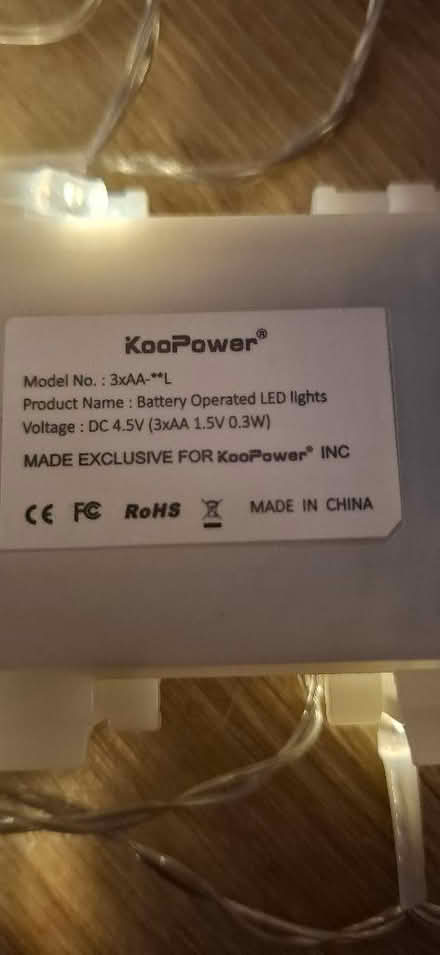 KooPower®
Model No. : 3xAA-**L
Product Name : Battery Operated LED lights
Voltage : DC 4.5V (3xAA 1.5V 0.3W)
MADE EXCLUSIVE FOR KooPower® INC
CE FC RoHS MADE IN CHINA